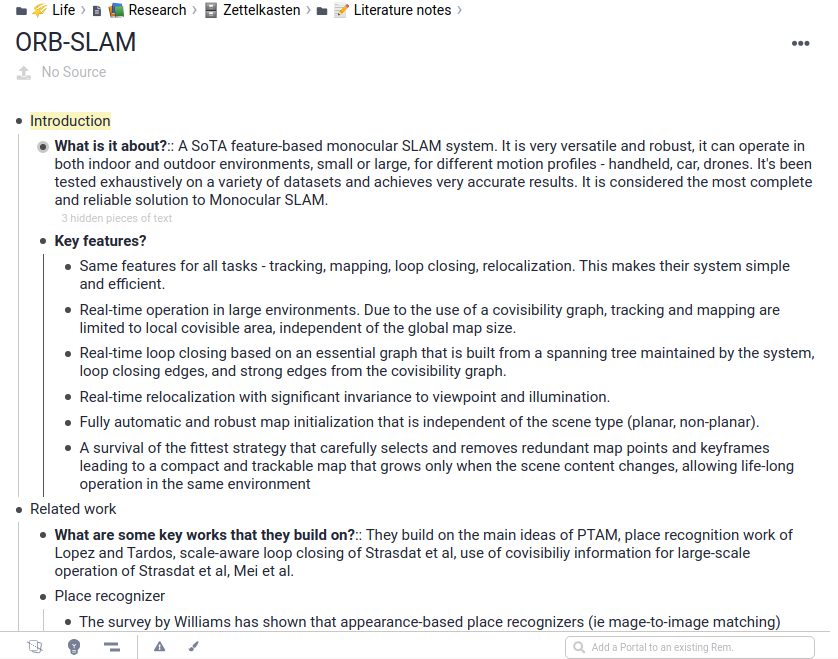 Life > Research > Zettelkasten > Literature notes >
ORB-SLAM
No Source
Introduction
What is it about?:: A SoTA feature-based monocular SLAM system. It is very versatile and robust, it can operate in
both indoor and outdoor environments, small or large, for different motion profiles - handheld, car, drones. It's been
tested exhaustively on a variety of datasets and achieves very accurate results. It is considered the most complete
and reliable solution to Monocular SLAM.
3 hidden pieces of text
Key features?
Same features for all tasks - tracking, mapping, loop closing, relocalization. This makes their system simple
and efficient.
Real-time operation in large environments. Due to the use of a covisibility graph, tracking and mapping are
limited to local covisible area, independent of the global map size.
Real-time loop closing based on an essential graph that is built from a spanning tree maintained by the system,
loop closing edges, and strong edges from the covisibility graph.
Real-time relocalization with significant invariance to viewpoint and illumination.
Fully automatic and robust map initialization that is independent of the scene type (planar, non-planar).
A survival of the fittest strategy that carefully selects and removes redundant map points and keyframes
leading to a compact and trackable map that grows only when the scene content changes, allowing life-long
operation in the same environment
Related work
What are some key works that they build on?:: They build on the main ideas of PTAM, place recognition work of
Lopez and Tardos, scale-aware loop closing of Strasdat et al, use of covisibiliy information for large-scale
operation of Strasdat et al, Mei et al.
Place recognizer
The survey by Williams has shown that appearance-based place recognizers (ie mage-to-image matching)
Add a Portal to an existing Rem.